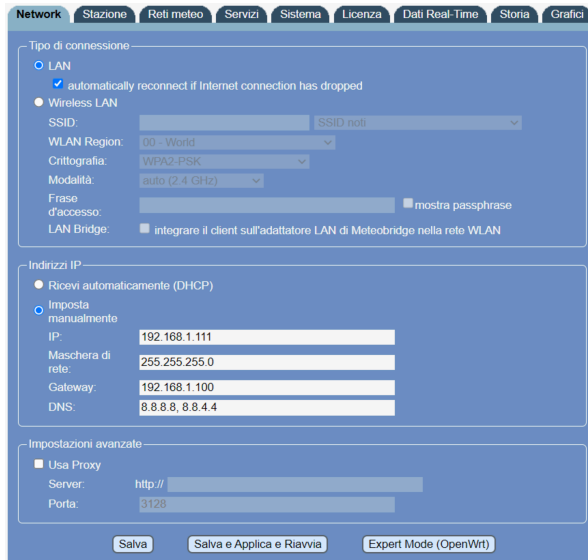 Network Stazione Reti meteo Servizi Sistema Licenza Dati Real-Time Storia Grafici
Tipo di connessione
LAN
automatically reconnect if Internet connection has dropped
Wireless LAN
SSID: SSID noti
WLAN Region: 00 - World
Crittografia: WPA2-PSK
Modalità: auto (2.4 GHz)
Frase
d'accesso: mostra passphrase
LAN Bridge: integrare il client sull'adattatore LAN di Meteobridge nella rete WLAN
Indirizzi IP
Ricevi automaticamente (DHCP)
Imposta
manualmente
IP: 192.168.1.111
Maschera di
rete: 255.255.255.0
Gateway: 192.168.1.100
DNS: 8.8.8.8, 8.8.4.4
Impostazioni avanzate
Usa Proxy
Server: http://
Porta: 3128
Salva Salva e Applica e Riavvia Expert Mode (OpenWrt)